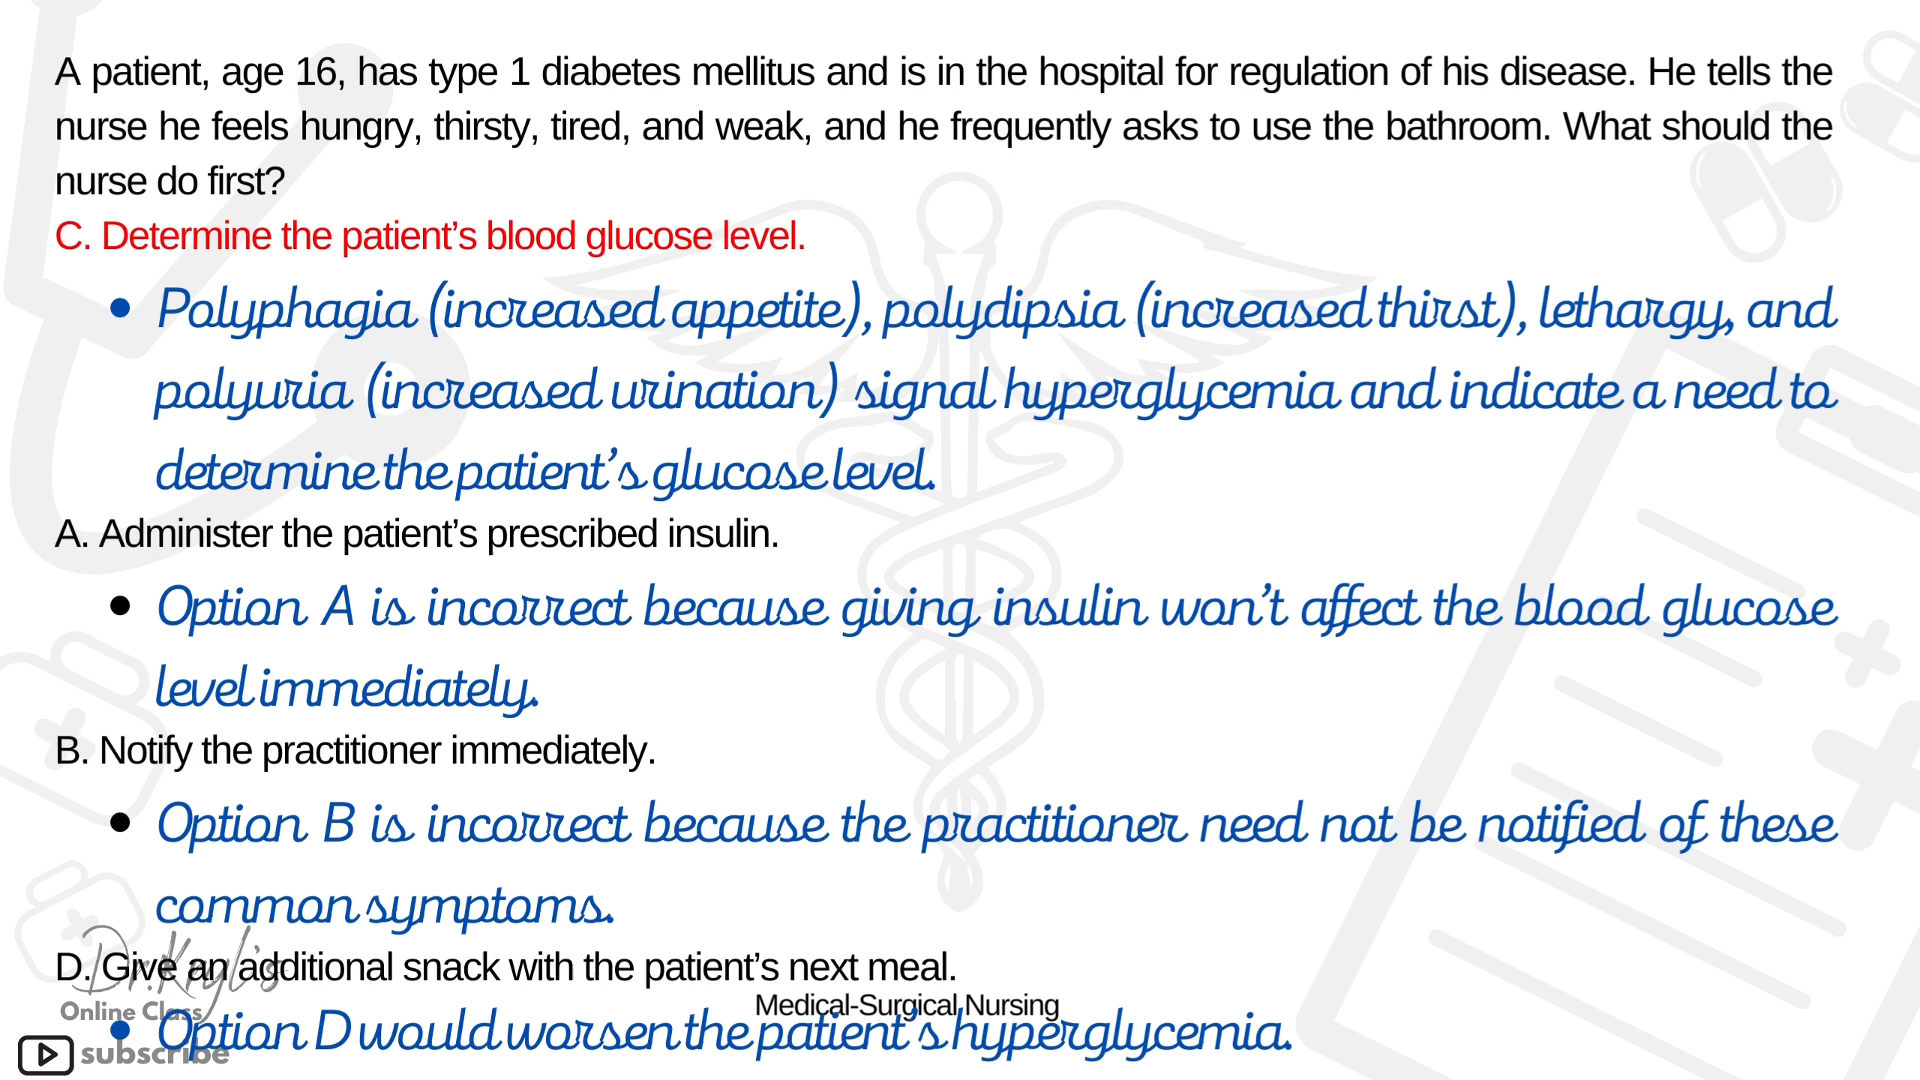 A patient, age 16, has type 1 diabetes mellitus and is in the hospital for regulation of his disease. He tells the
nurse he feels hungry, thirsty, tired, and weak, and he frequently asks to use the bathroom. What should the
nurse do first?
C. Determine the patient’s blood glucose level.
• Polyphagia (increased appetite), polydipsia (increased thirst), lethargy, and
polyuria (increased urination) signal hyperglycemia and indicate a need to
determine the patient’s glucose level.
A. Administer the patient’s prescribed insulin.
• Option A is incorrect because giving insulin won’t affect the blood glucose
level immediately.
B. Notify the practitioner immediately.
• Option B is incorrect because the practitioner need not be notified of these
common symptoms.
D. Give an additional snack with the patient’s next meal.
Dr. Kryl's
Online Class
Medical-Surgical Nursing
• Option D would worsen the patient’s hyperglycemia.
subscribe